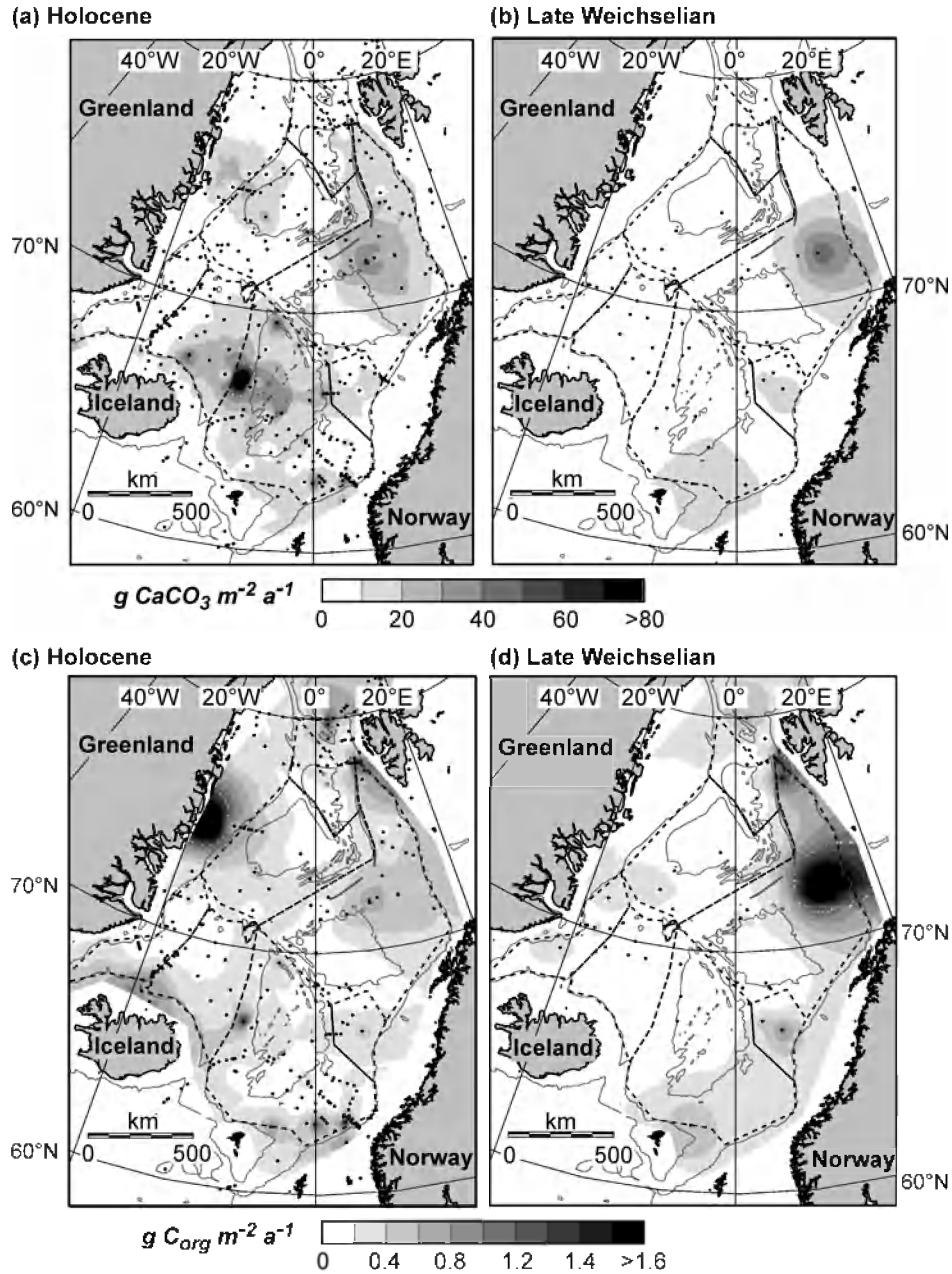 (a) Holocene
(b) Late Weichselian
40°W 20°W 0° 20°E
40°W 20°W 0° 20°E
Greenland
Greenland
70°N
70°N
Iceland
Iceland
km
0 500
km
0 500
60°N
Norway
Norway
60°N
g CaCO3 m-2 a-1
0 20 40 60 >80
(c) Holocene
(d) Late Weichselian
40°W 20°W 0° 20°E
40°W 20°W 0° 20°E
Greenland
Greenland
70°N
70°N
Iceland
Iceland
km
0 500
km
0 500
60°N
Norway
Norway
60°N
g Corg m-2 a-1
0 0.4 0.8 1.2 1.4 >1.6